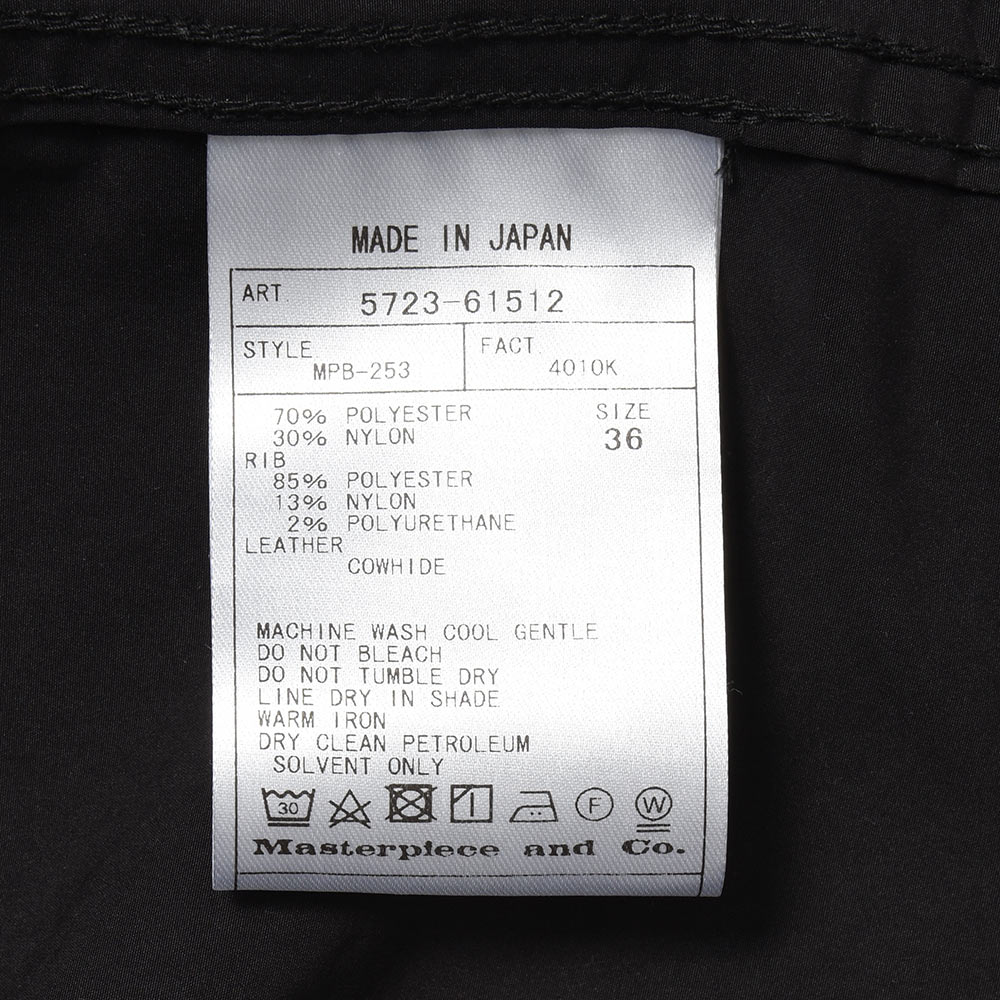 MADE IN JAPAN
ART. 5723-61512
STYLE MPB-253
FACT. 4010K
70% POLYESTER
30% NYLON
SIZE
36
RIB
85% POLYESTER
13% NYLON
2% POLYURETHANE
LEATHER
COWHIDE
MACHINE WASH COOL GENTLE
DO NOT BLEACH
DO NOT TUMBLE DRY
LINE DRY IN SHADE
WARM IRON
DRY CLEAN PETROLEUM
SOLVENT ONLY
30 F W
Masterpiece and Co.